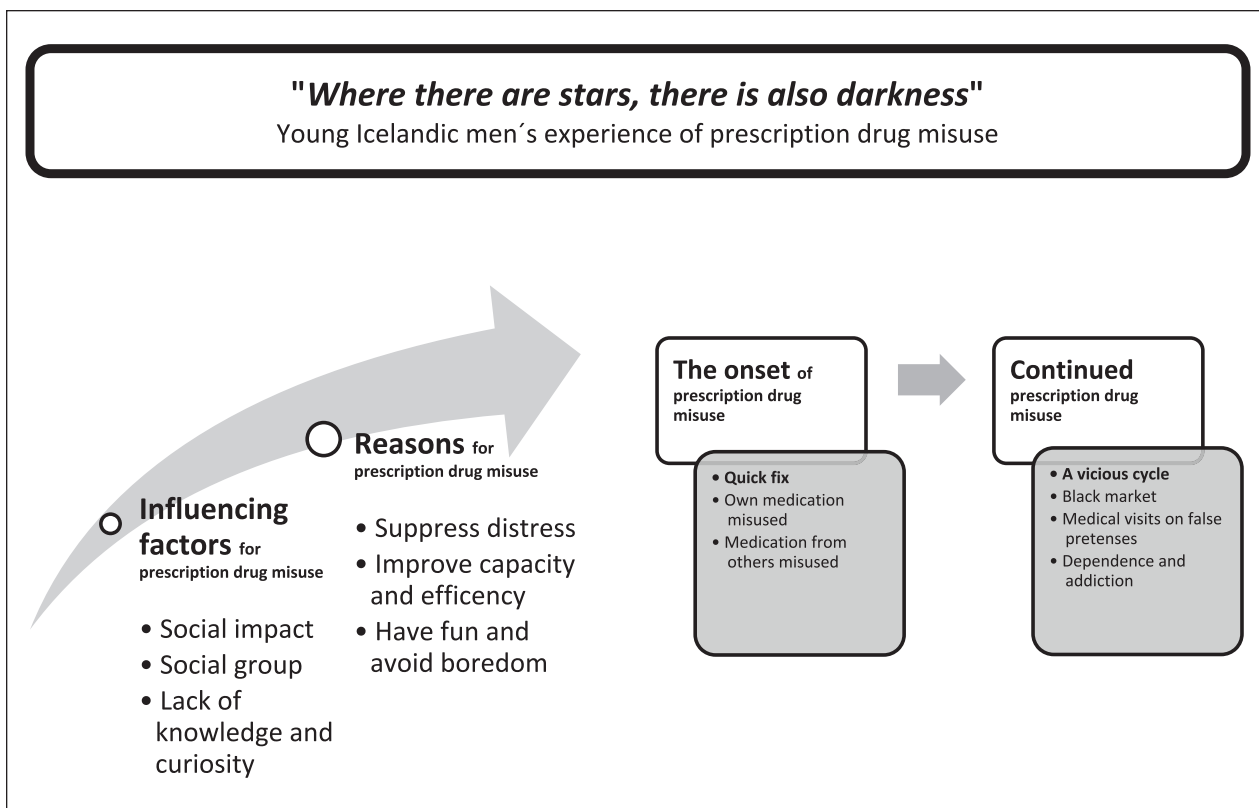 "Where there are stars, there is also darkness"
Young Icelandic men´s experience of prescription drug misuse
Influencing
factors for
prescription drug misuse
• Social impact
• Social group
• Lack of
knowledge and
curiosity
Reasons for
prescription drug misuse
• Suppress distress
• Improve capacity
and efficency
• Have fun and
avoid boredom
The onset of
prescription drug
misuse
• Quick fix
• Own medication
misused
• Medication from
others misused
Continued
prescription drug
misuse
• A vicious cycle
• Black market
• Medical visits on false
pretenses
• Dependence and
addiction